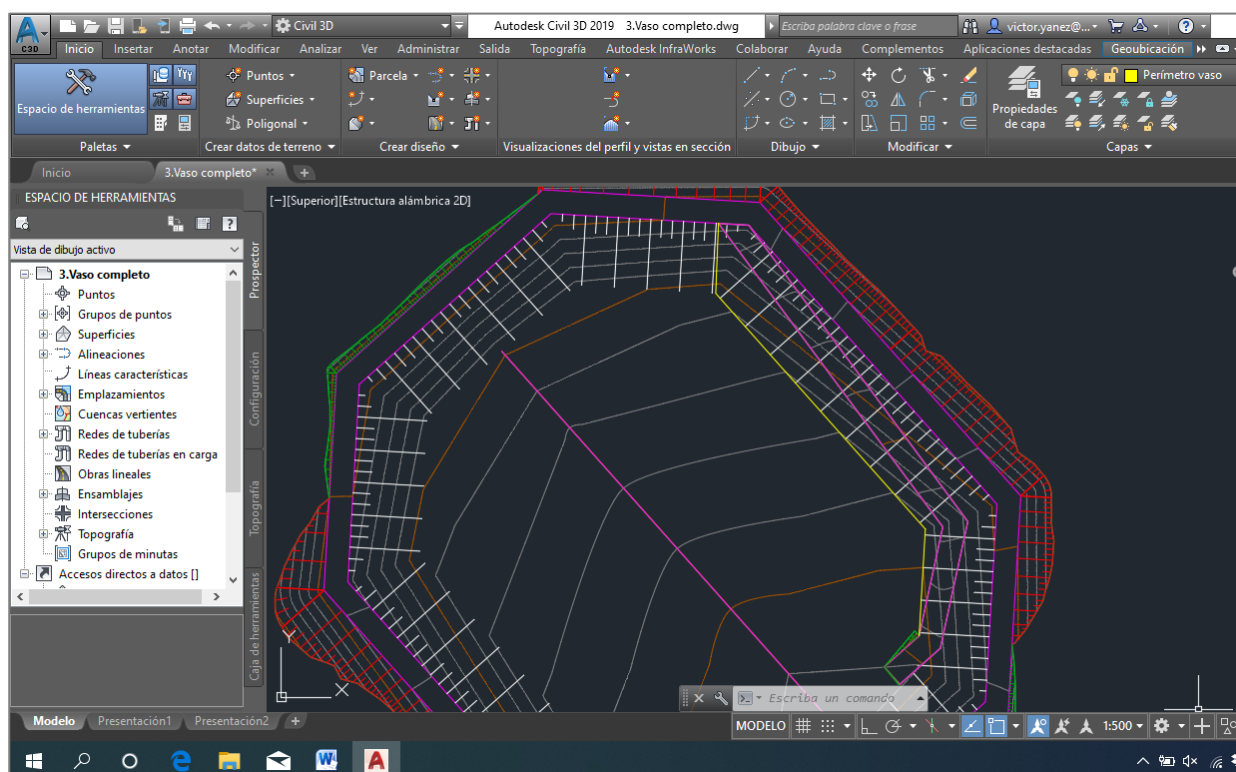 Civil 3D
Autodesk Civil 3D 2019 3.Vaso completo.dwg
Escriba palabra clave o frase
victor.yanez@...
C3D
Inicio Insertar Anotar Modificar Analizar Ver Administrar Salida Topografía Autodesk InfraWorks Colaborar Ayuda Complementos Aplicaciones destacadas Geoubicación
Espacio de herramientas
Puntos
Superficies
Poligonal
Parcela
Propiedades
de capa
Perímetro vaso
Paletas Crear datos de terreno Crear diseño Visualizaciones del perfil y vistas en sección Dibujo Modificar Capas
Inicio 3.Vaso completo*
ESPACIO DE HERRAMIENTAS
Vista de dibujo activo
3.Vaso completo
Puntos
Grupos de puntos
Superficies
Alineaciones
Líneas características
Emplazamientos
Cuencas vertientes
Redes de tuberías
Redes de tuberías en carga
Obras lineales
Ensamblajes
Intersecciones
Topografía
Grupos de minutas
Accesos directos a datos []
Prospector
Configuración
Topografía
Caja de herramientas
[−][Superior][Estructura alámbrica 2D]
Y
X
Escriba un comando
Modelo Presentación1 Presentación2
MODELO
1:500